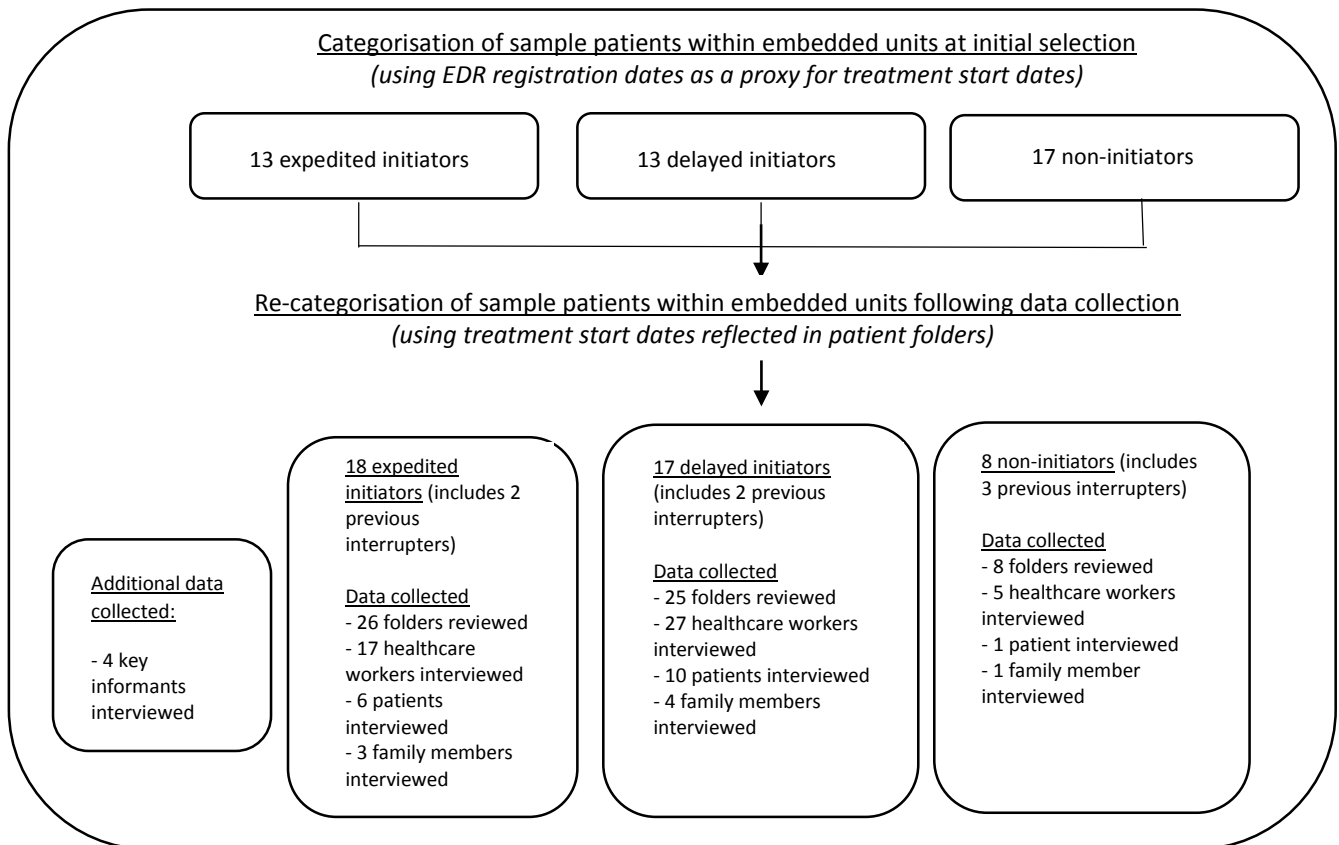 Categorisation of sample patients within embedded units at initial selection
(using EDR registration dates as a proxy for treatment start dates)
13 expedited initiators
13 delayed initiators
17 non-initiators
Re-categorisation of sample patients within embedded units following data collection
(using treatment start dates reflected in patient folders)
Additional data
collected:
- 4 key
informants
interviewed
18 expedited
initiators (includes 2
previous
interrupters)
Data collected
- 26 folders reviewed
- 17 healthcare
workers interviewed
- 6 patients
interviewed
- 3 family members
interviewed
17 delayed initiators
(includes 2 previous
interrupters)
Data collected
- 25 folders reviewed
- 27 healthcare workers
interviewed
- 10 patients interviewed
- 4 family members
interviewed
8 non-initiators (includes
3 previous interrupters)
Data collected
- 8 folders reviewed
- 5 healthcare workers
interviewed
- 1 patient interviewed
- 1 family member
interviewed